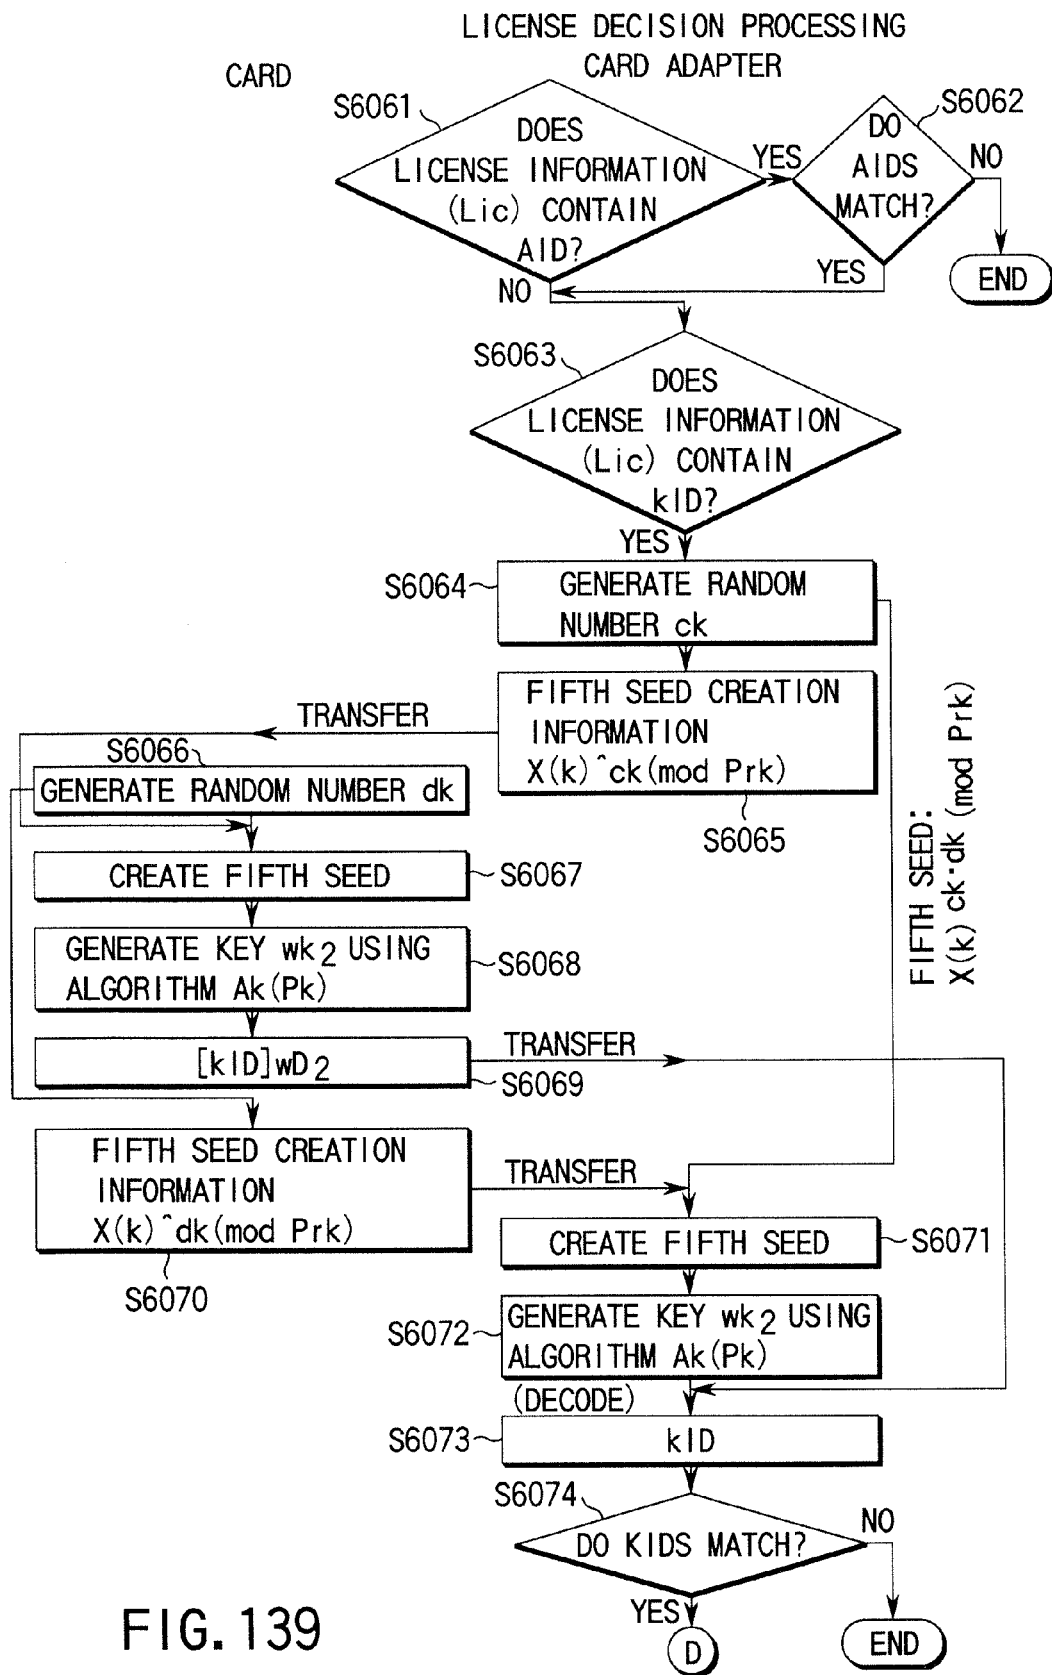 LICENSE DECISION PROCESSING
CARD ADAPTER
CARD
S6061
DOES
LICENSE INFORMATION
(Lic) CONTAIN
AID?
YES
NO
S6062
DO
AIDS
MATCH?
NO
YES
END
S6063
DOES
LICENSE INFORMATION
(Lic) CONTAIN
kID?
YES
S6064
GENERATE RANDOM
NUMBER ck
FIFTH SEED CREATION
INFORMATION
X(k)^ck(mod Prk)
S6065
TRANSFER
S6066
GENERATE RANDOM NUMBER dk
CREATE FIFTH SEED
S6067
FIFTH SEED:
X(k) ck·dk (mod Prk)
GENERATE KEY wk2 USING
ALGORITHM Ak(Pk)
S6068
[kID]wD2
S6069
TRANSFER
FIFTH SEED CREATION
INFORMATION
X(k)^dk(mod Prk)
S6070
TRANSFER
CREATE FIFTH SEED
S6071
S6072
GENERATE KEY wk2 USING
ALGORITHM Ak(Pk)
(DECODE)
S6073
kID
S6074
DO KIDS MATCH?
NO
YES
D
END
FIG.139